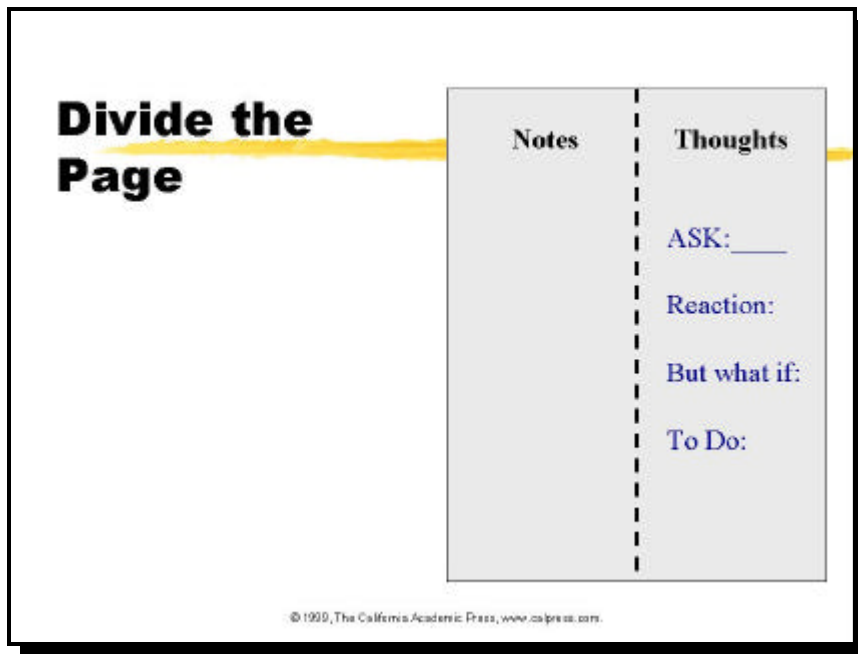 Divide the
Page
Notes
Thoughts
ASK:____
Reaction:
But what if:
To Do:
© 1999, The California Academic Press, www.calpress.com.